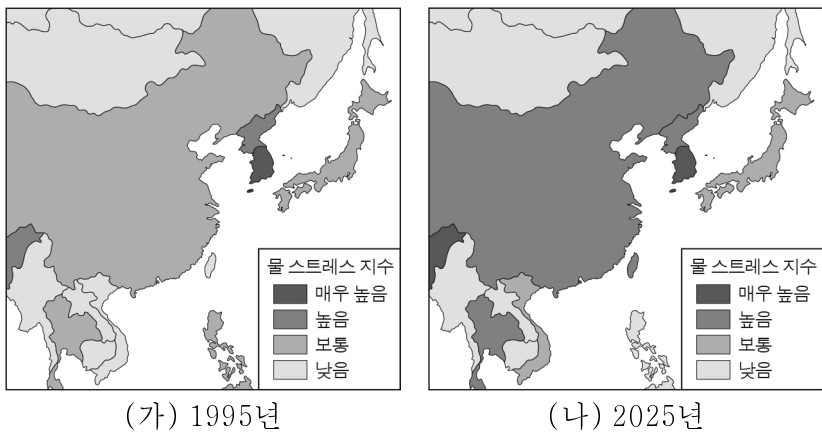 물 스트레스 지수
매우 높음
높음
보통
낮음
물 스트레스 지수
매우 높음
높음
보통
낮음
(가) 1995년
(나) 2025년